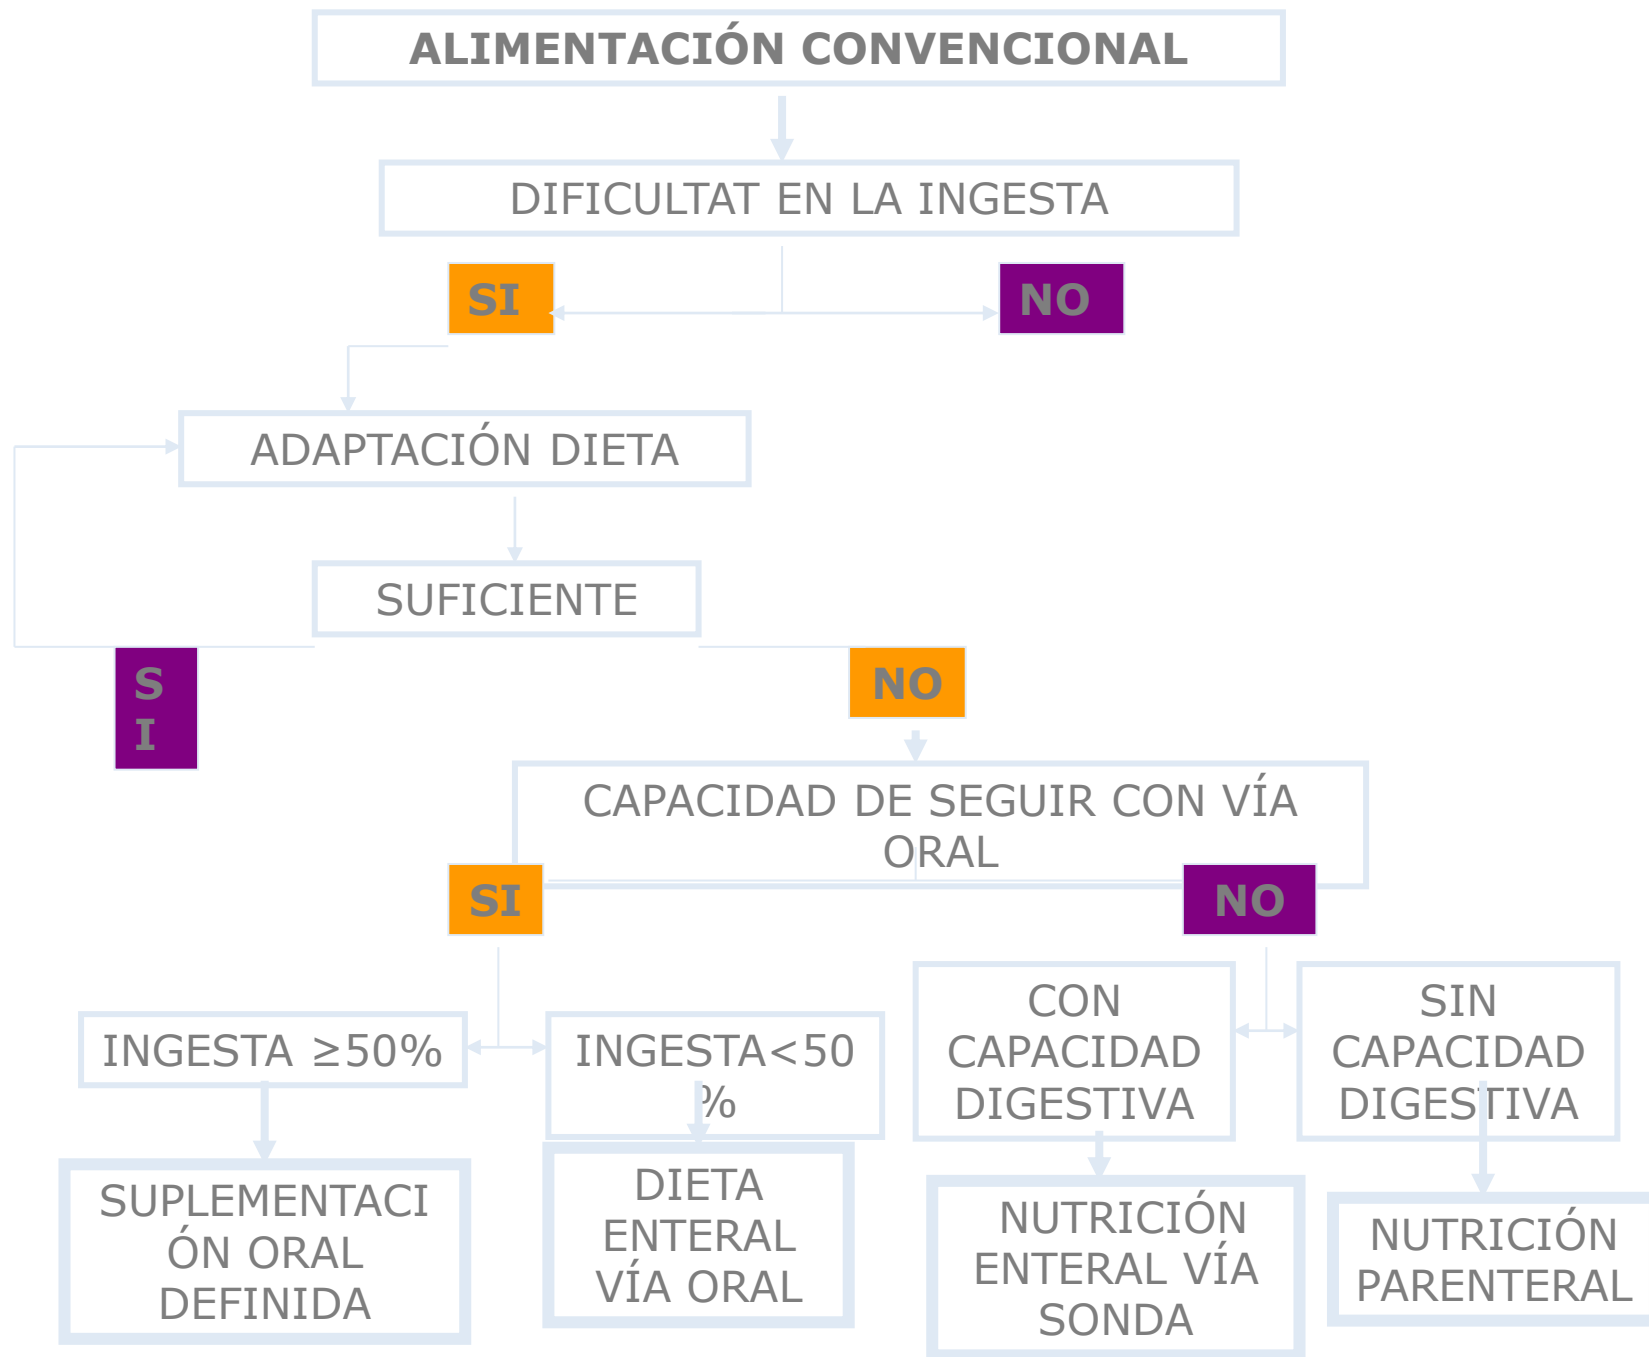 ALIMENTACIÓN CONVENCIONAL
DIFICULTAT EN LA INGESTA
SI
NO
ADAPTACIÓN DIETA
SUFICIENTE
S
I
NO
CAPACIDAD DE SEGUIR CON VÍA
ORAL
SI
NO
INGESTA ≥50%
INGESTA<50
%
CON
CAPACIDAD
DIGESTIVA
SIN
CAPACIDAD
DIGESTIVA
SUPLEMENTACI
ÓN ORAL
DEFINIDA
DIETA
ENTERAL
VÍA ORAL
NUTRICIÓN
ENTERAL VÍA
SONDA
NUTRICIÓN
PARENTERAL